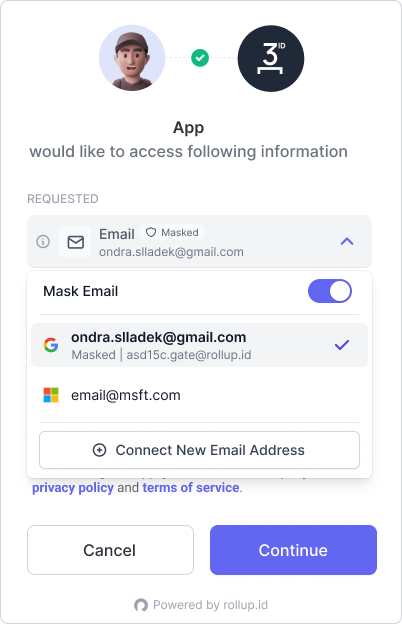 3ID
App
would like to access following information
REQUESTED
Email Masked
ondra.slladek@gmail.com
Mask Email
ondra.slladek@gmail.com
Masked | asd15c.gate@rollup.id
email@msft.com
Connect New Email Address
privacy policy and terms of service.
Cancel Continue
Powered by rollup.id